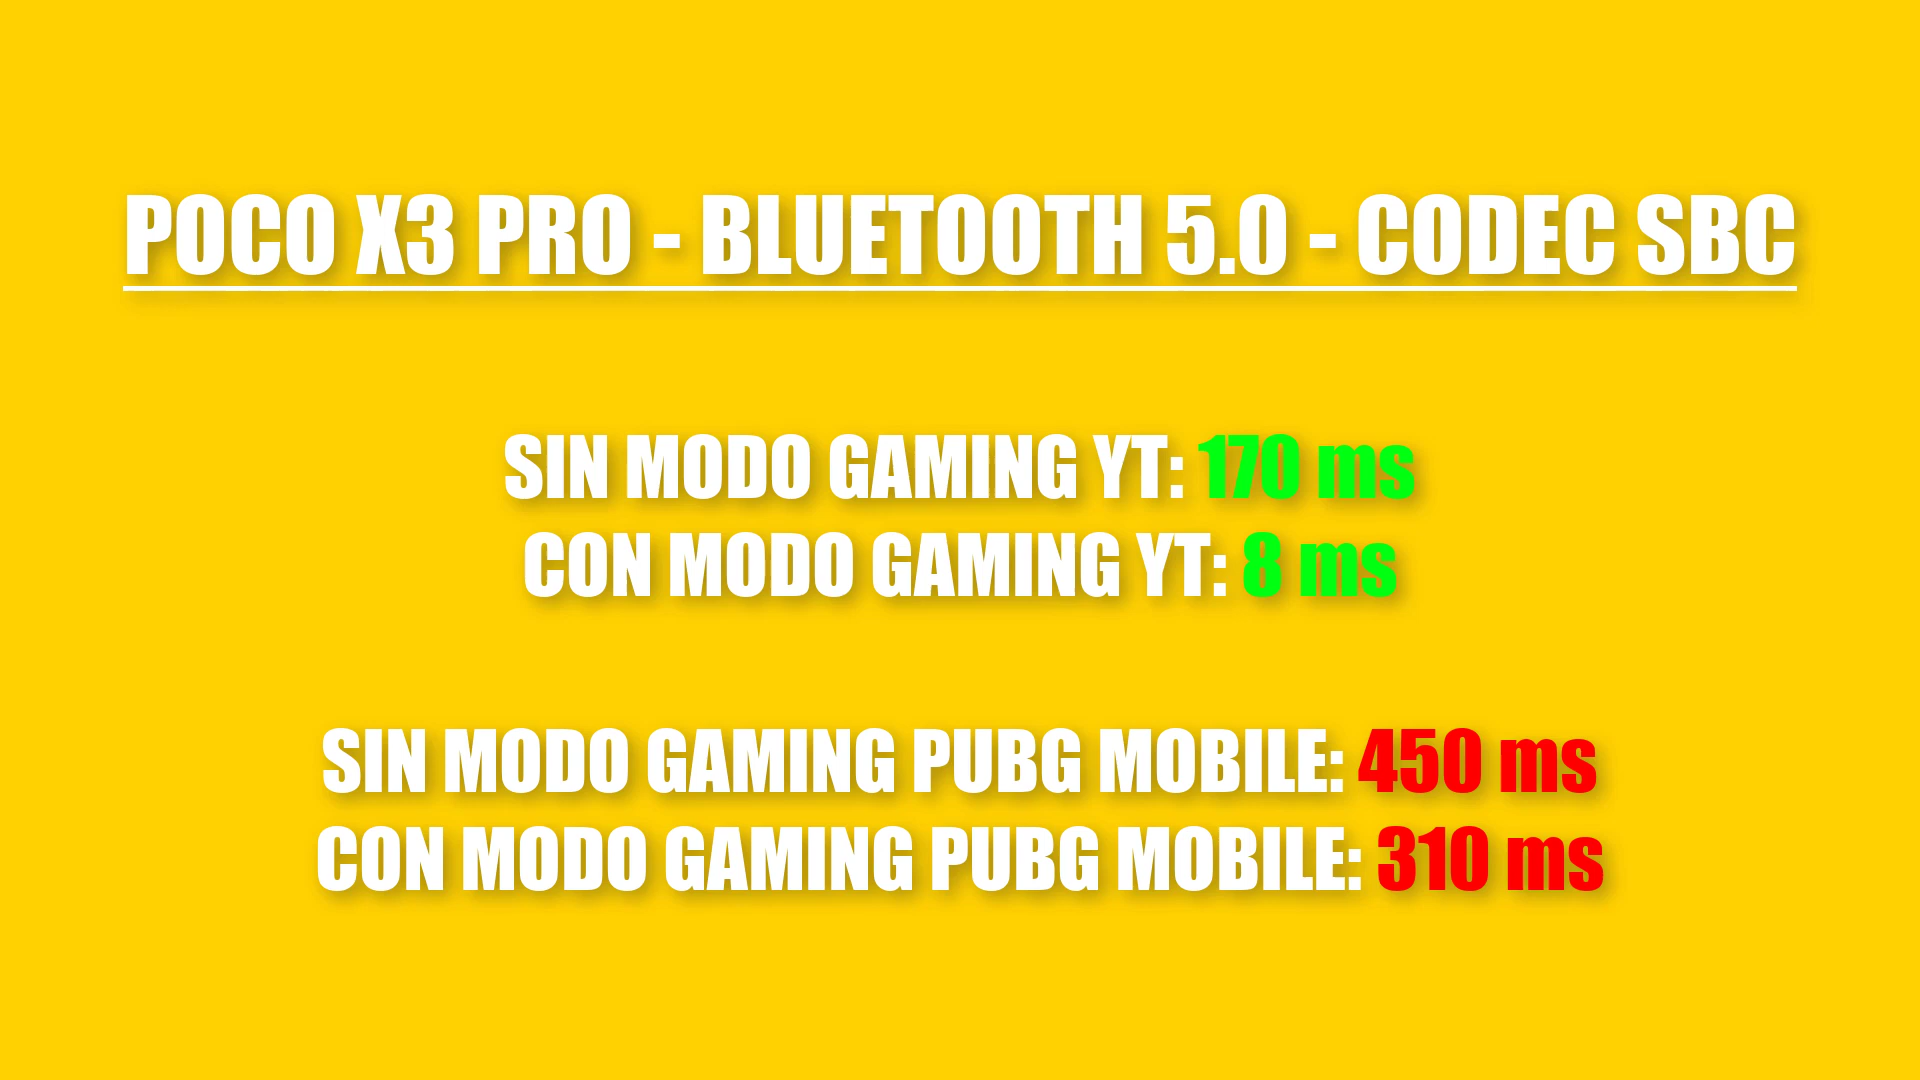 POCO X3 PRO - BLUETOOTH 5.0 - CODEC SBC
SIN MODO GAMING YT: 170 ms
CON MODO GAMING YT: 8 ms
SIN MODO GAMING PUBG MOBILE: 450 ms
CON MODO GAMING PUBG MOBILE: 310 ms